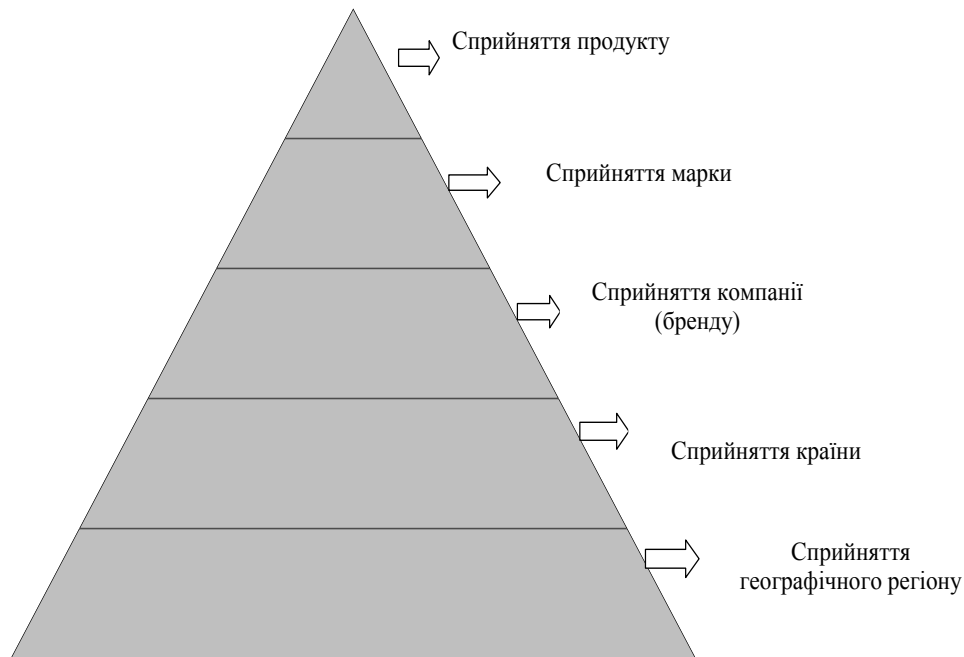 Сприйняття продукту
Сприйняття марки
Сприйняття компанії
(бренду)
Сприйняття країни
Сприйняття
географічного регіону